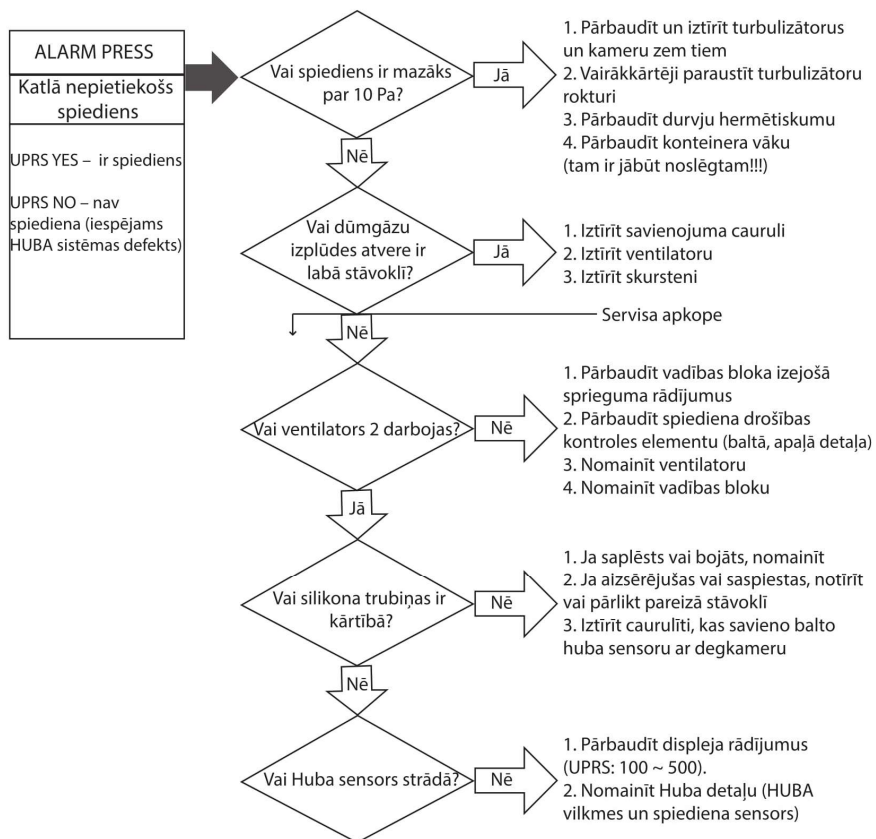 ALARM PRESS
Katlā nepietiekošs
spiediens
UPRS YES – ir spiediens
UPRS NO – nav
spiediena (iespējams
HUBA sistēmas defekts)
Vai spiediens ir mazāks
par 10 Pa?
Jā
1. Pārbaudīt un iztīrīt turbulizātorus
un kameru zem tiem
2. Vairākkārtēji paraustīt turbulizātoru
rokturi
3. Pārbaudīt durvju hermētiskumu
4. Pārbaudīt konteinera vāku
(tam ir jābūt noslēgtam!!!)
Nē
Vai dūmgāzu
izplūdes atvere ir
labā stāvoklī?
Jā
1. Iztīrīt savienojuma cauruli
2. Iztīrīt ventilatoru
3. Iztīrīt skursteni
Servisa apkope
Nē
Vai ventilators 2 darbojas?
Nē
1. Pārbaudīt vadības bloka izejošā
sprieguma rādījumus
2. Pārbaudīt spiediena drošības
kontroles elementu (baltā, apaļā detaļa)
3. Nomainīt ventilatoru
4. Nomainīt vadības bloku
Jā
Vai silikona trubiņas ir
kārtībā?
Nē
1. Ja saplēsts vai bojāts, nomainīt
2. Ja aizsērējušas vai saspiestas, notīrīt
vai pārlikt pareizā stāvoklī
3. Iztīrīt caurulīti, kas savieno balto
huba sensoru ar degkameru
Nē
Vai Huba sensors strādā?
Nē
1. Pārbaudīt displeja rādījumus
(UPRS: 100 ~ 500).
2. Nomainīt Huba detaļu (HUBA
vilkmes un spiediena sensors)